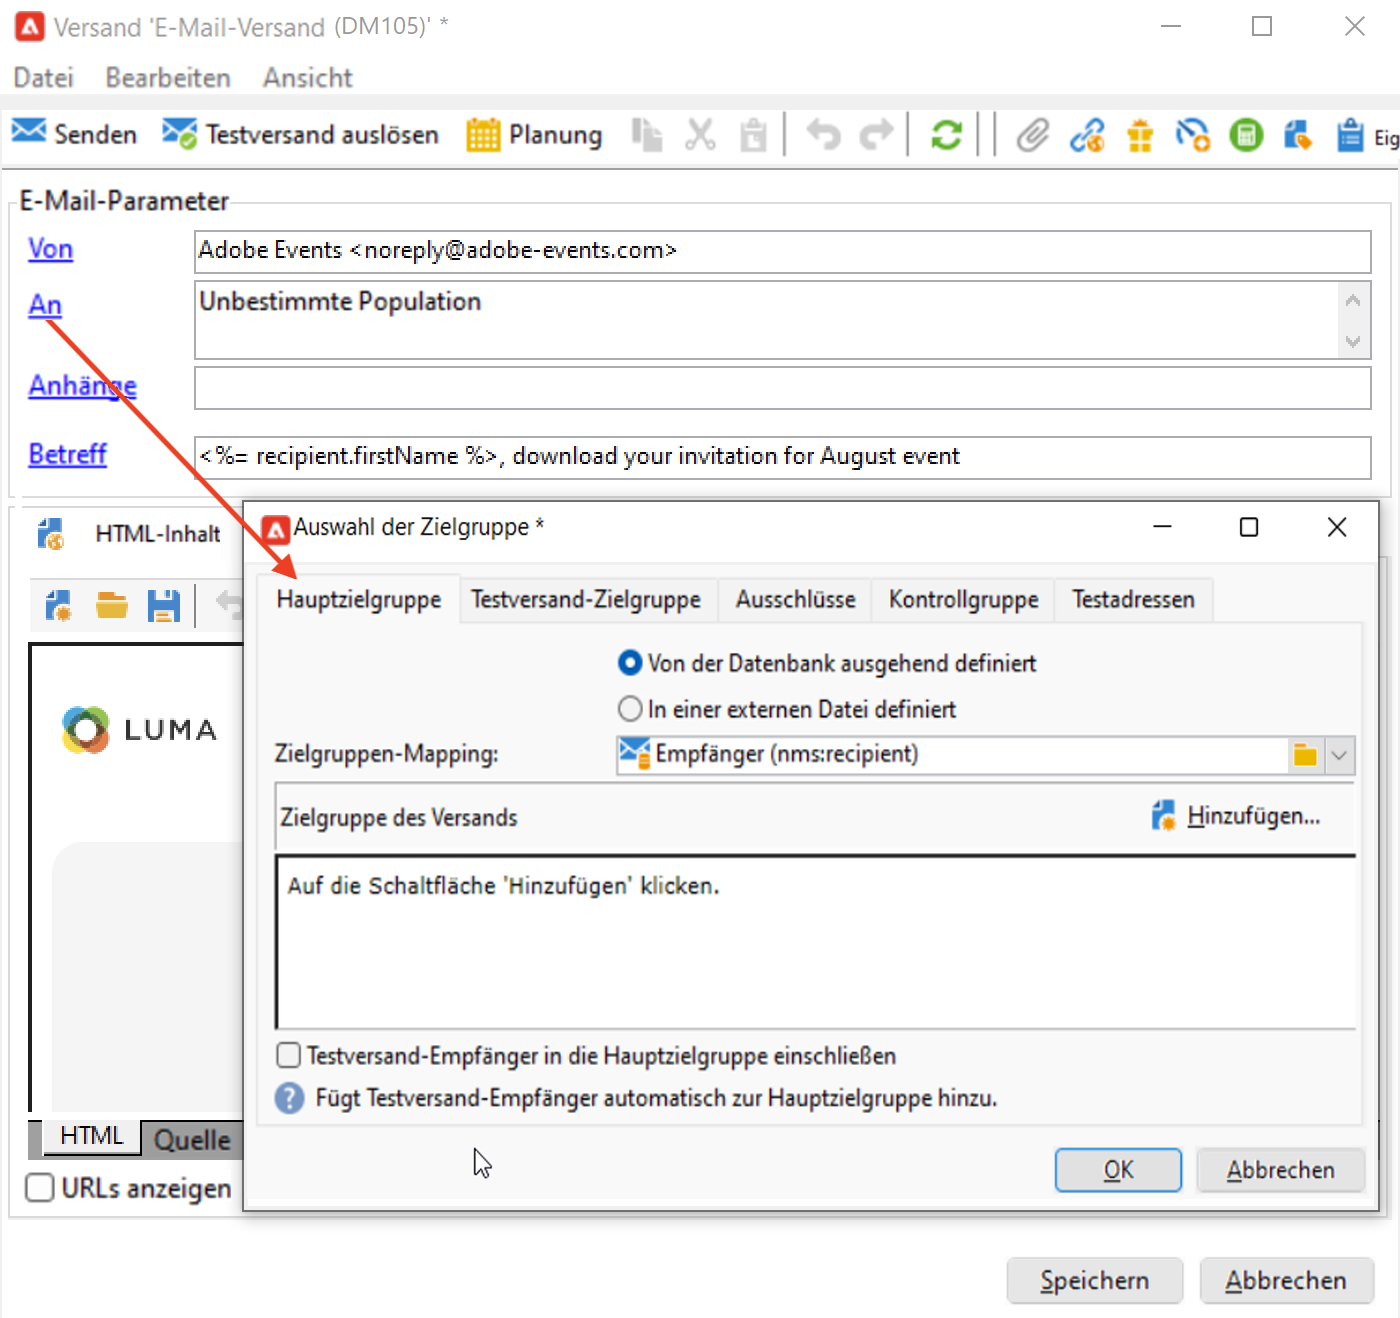 Versand 'E-Mail-Versand (DM105)' *
Datei Bearbeiten Ansicht
Senden Testversand auslösen Planung Eig
E-Mail-Parameter
Von Adobe Events <noreply@adobe-events.com>
An Unbestimmte Population
Anhänge
Betreff <%= recipient.firstName %>, download your invitation for August event
HTML-Inhalt
Auswahl der Zielgruppe *
Hauptzielgruppe Testversand-Zielgruppe Ausschlüsse Kontrollgruppe Testadressen
Von der Datenbank ausgehend definiert
In einer externen Datei definiert
Zielgruppen-Mapping: Empfänger (nms:recipient)
LUMA
Zielgruppe des Versands Hinzufügen...
Auf die Schaltfläche 'Hinzufügen' klicken.
Testversand-Empfänger in die Hauptzielgruppe einschließen
? Fügt Testversand-Empfänger automatisch zur Hauptzielgruppe hinzu.
HTML Quelle
OK Abbrechen
URLs anzeigen
Speichern Abbrechen